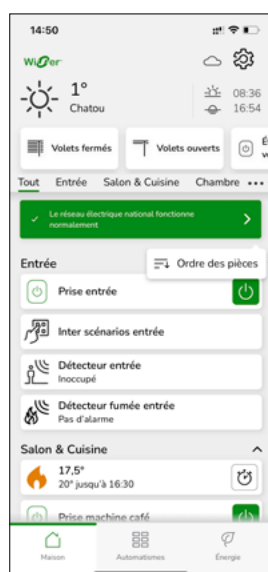 14:50
Wiser
1°
Chatou
08:36
16:54
Volets fermés
Volets ouverts
Tout Entrée Salon & Cuisine Chambre
Le réseau électrique national fonctionne
normalement
Entrée
Ordre des pièces
Prise entrée
Inter scénarios entrée
Détecteur entrée
Inoccupé
Détecteur fumée entrée
Pas d'alarme
Salon & Cuisine
17,5°
20° jusqu'à 16:30
Prise machine café
Maison
Automatismes
Énergie